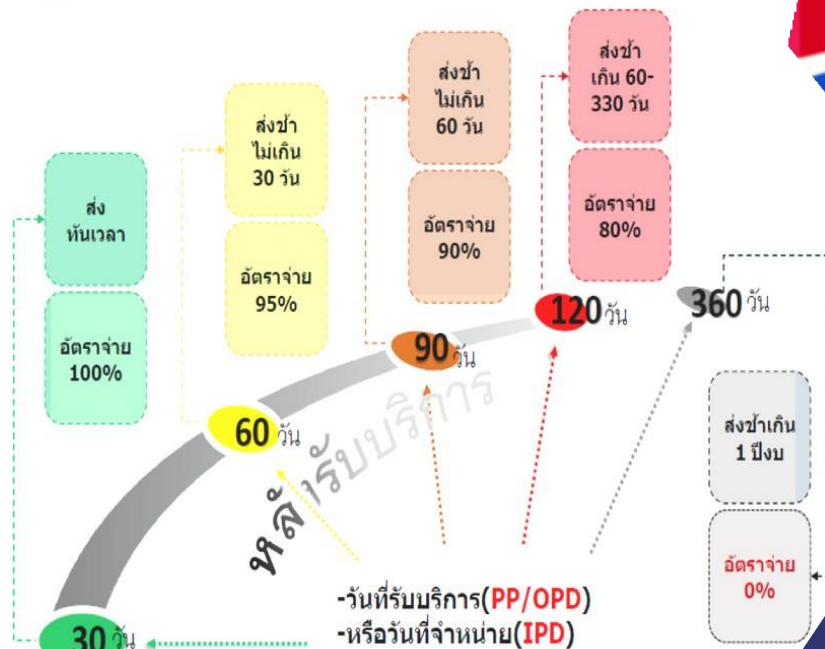 ส่ง
ทันเวลา
อัตราจ่าย
100%
30 วัน
ส่งช้า
ไม่เกิน
30 วัน
อัตราจ่าย
95%
60 วัน
ส่งช้า
ไม่เกิน
60 วัน
อัตราจ่าย
90%
90 วัน
ส่งช้า
เกิน 60-
330 วัน
อัตราจ่าย
80%
120 วัน
360 วัน
ส่งช้าเกิน
1 ปีงบ
อัตราจ่าย
0%
หลังรับบริการ
-วันที่รับบริการ(PP/OPD)
-หรือวันที่จำหน่าย(IPD)